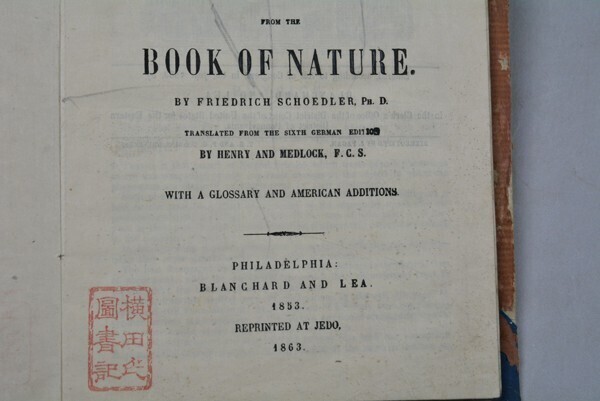 FROM THE
BOOK OF NATURE.
BY FRIEDRICH SCHOEDLER, PH. D.
TRANSLATED FROM THE SIXTH GERMAN
BY HENRY AND MEDLOCK, F. C. S.
WITH A GLOSSARY AND AMERICAN ADDITIONS.
PHILADELPHIA:
BLANCHARD AND LEA.
1853.
REPRINTED AT JEDO,
1863.
横田氏
圖書記